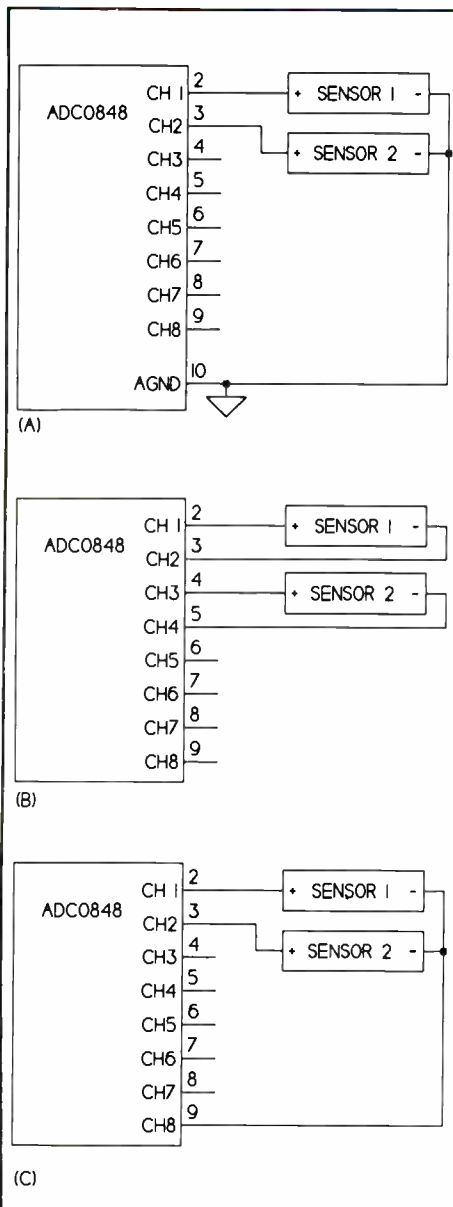 2
CH 1 + SENSOR 1 -
ADC0848
3
CH2 + SENSOR 2 -
4
CH3
5
CH4
6
CH5
7
CH6
8
CH7
9
CH8
10
AGND
(A)
2
CH 1 + SENSOR 1 -
ADC0848
3
CH2
4
CH3 + SENSOR 2 -
5
CH4
6
CH5
7
CH6
8
CH7
9
CH8
(B)
2
CH 1 + SENSOR 1 -
ADC0848
3
CH2 + SENSOR 2 -
4
CH3
5
CH4
6
CH5
7
CH6
8
CH7
9
CH8
(C)